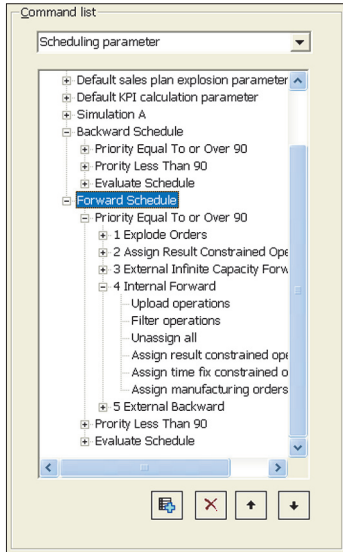 Command list
Scheduling parameter
Default sales plan explosion parameter
Default KPI calculation parameter
Simulation A
Backward Schedule
Priority Equal To or Over 90
Prority Less Than 90
Evaluate Schedule
Forward Schedule
Priority Equal To or Over 90
1 Explode Orders
2 Assign Result Constrained Ope
3 External Infinite Capacity Forw
4 Internal Forward
Upload operations
Filter operations
Unassign all
Assign result constrained ope
Assign time fix constrained o
Assign manufacturing orders
5 External Backward
Prority Less Than 90
Evaluate Schedule